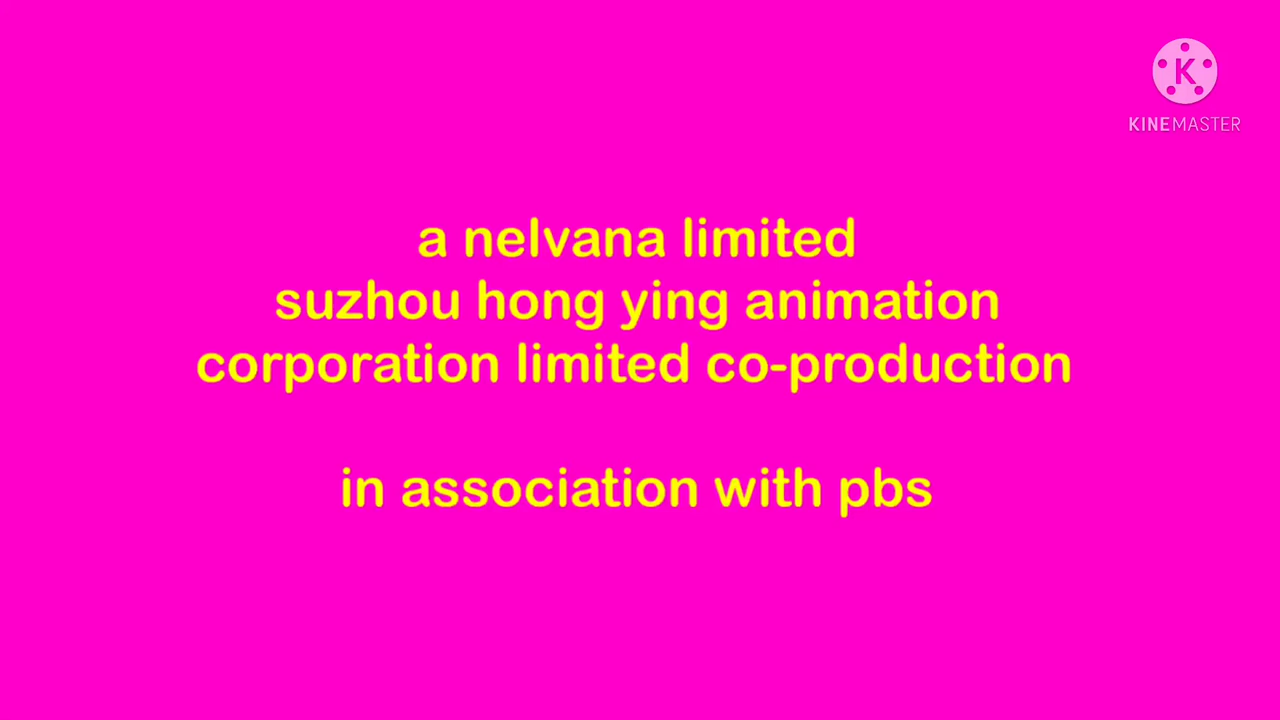 K
KINEMASTER
a nelvana limited
suzhou hong ying animation
corporation limited co-production
in association with pbs